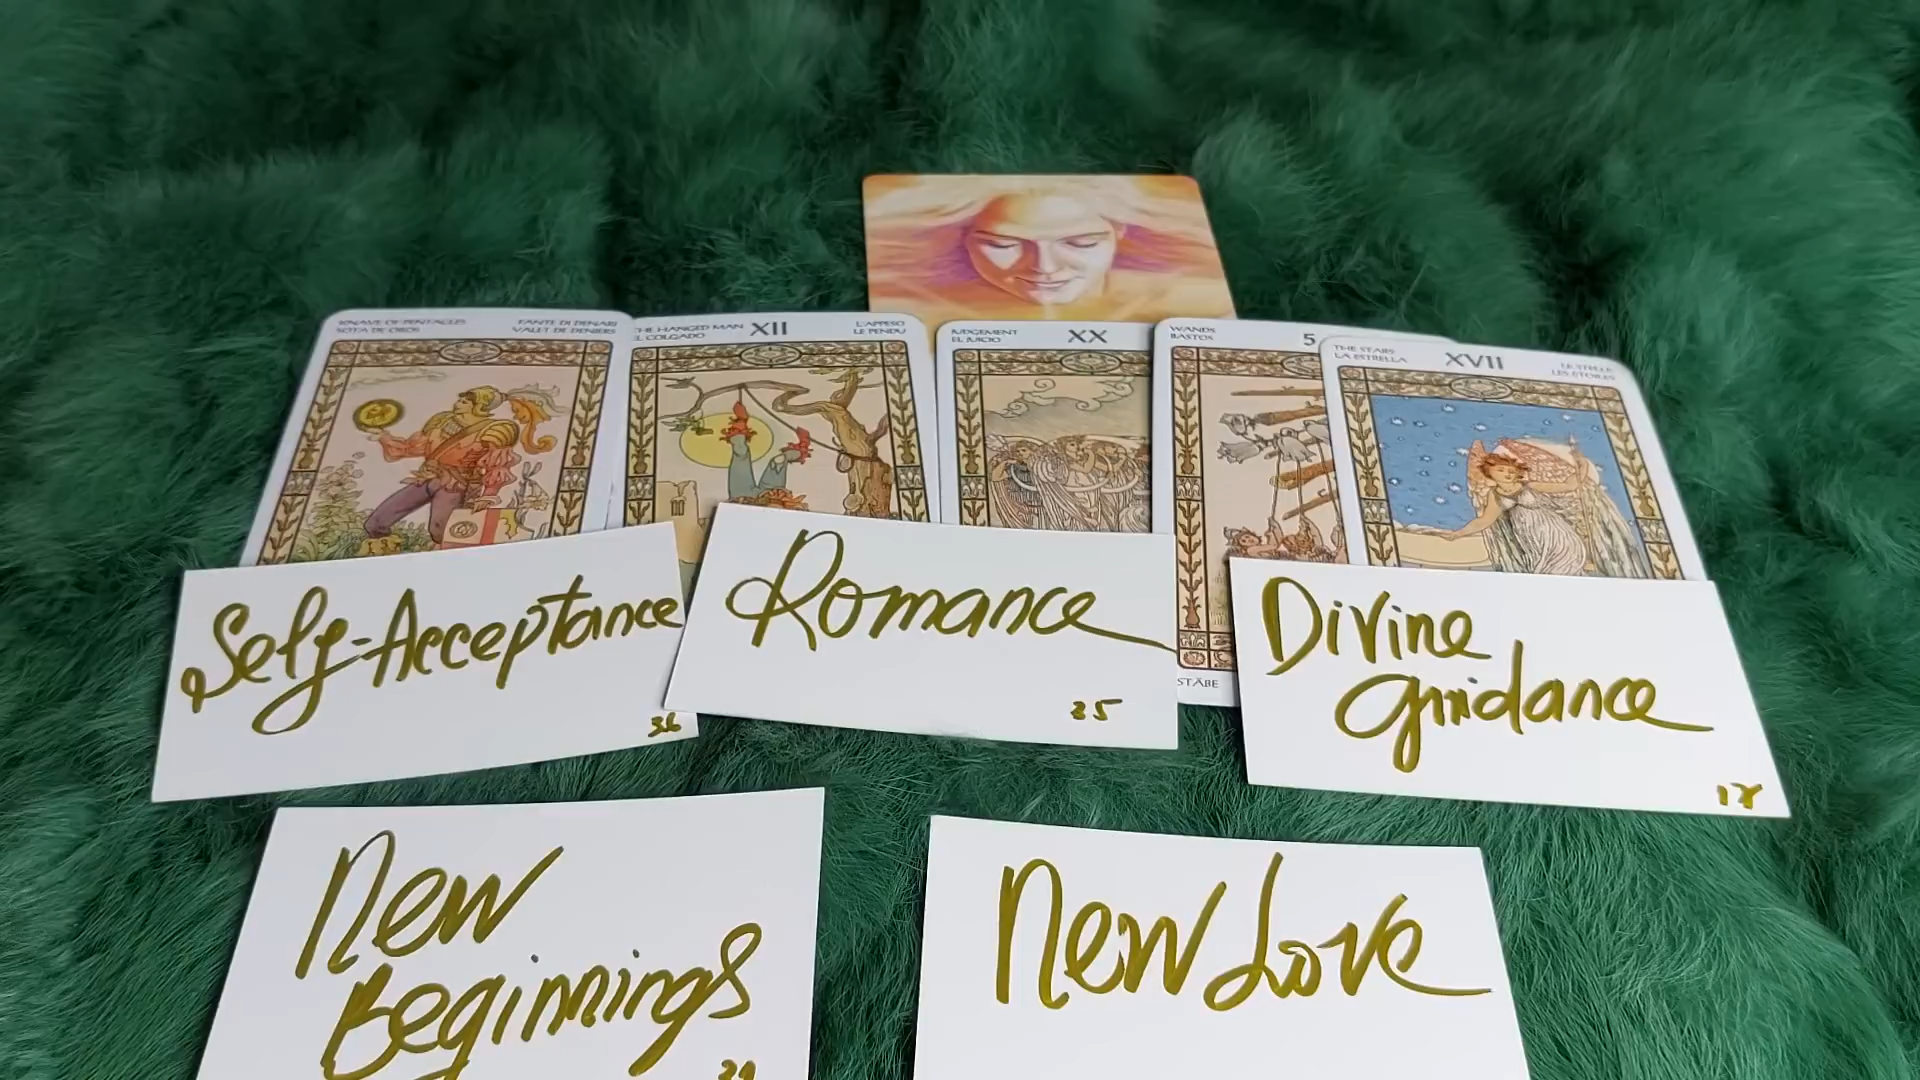 KNAVE OF PENTACLES
SOTA DE OROS
FANTE DI DENARI
VALET DE DENIERS
THE HANGED MAN
EL COLGADO
XII
L'APPESO
LE PENDU
JUDGEMENT
EL JUICIO
XX
WANDS
BASTOS
5
THE STARS
LA ESTRELLA
XVII
LE STELLE
LES ETOILES
STÄBE
Self-Acceptance
36
Romance
35
Divine
guidance
New
Beginnings
New Love